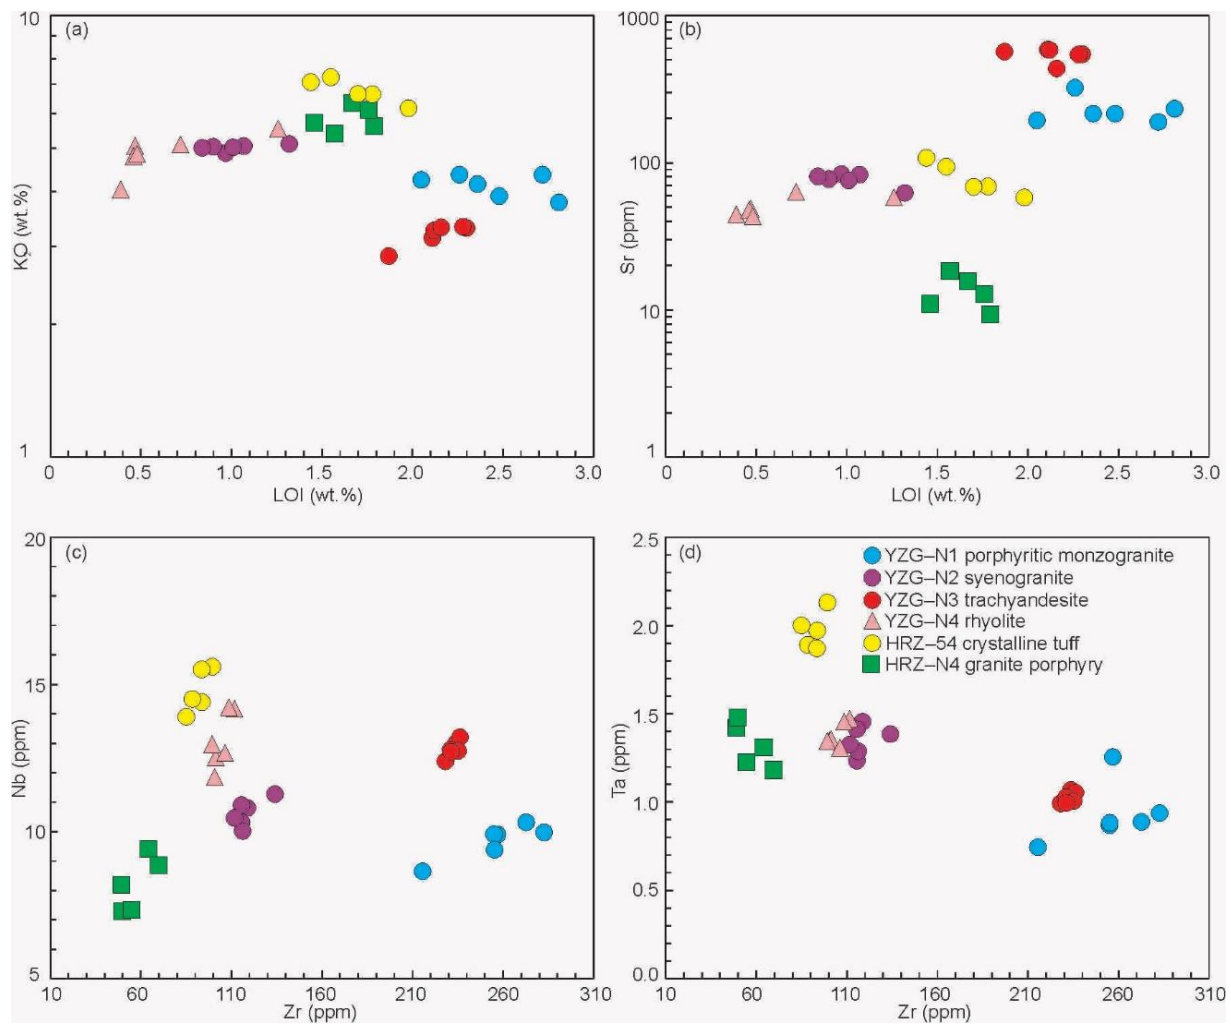 (a)
10
1
K₂O (wt.%)
0 0.5 1.0 1.5 2.0 2.5 3.0
LOI (wt.%)
(b)
1000
100
10
1
Sr (ppm)
0 0.5 1.0 1.5 2.0 2.5 3.0
LOI (wt.%)
(c)
20
15
10
5
Nb (ppm)
10 60 110 160 210 260 310
Zr (ppm)
(d)
2.5
2.0
1.5
1.0
0.5
0.0
Ta (ppm)
10 60 110 160 210 260 310
Zr (ppm)
YZG–N1 porphyritic monzogranite
YZG–N2 syenogranite
YZG–N3 trachyandesite
YZG–N4 rhyolite
HRZ–54 crystalline tuff
HRZ–N4 granite porphyry